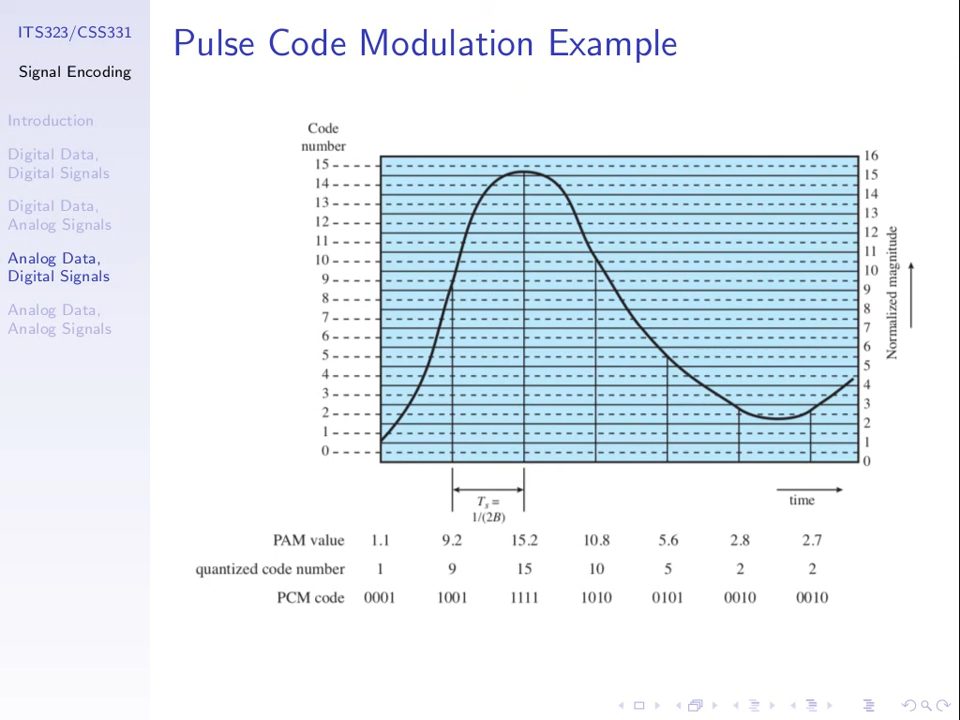 ITS323/CSS331
Signal Encoding
Introduction
Digital Data,
Digital Signals
Digital Data,
Analog Signals
Analog Data,
Digital Signals
Analog Data,
Analog Signals
Pulse Code Modulation Example
Code
number
15
14
13
12
11
10
9
8
7
6
5
4
3
2
1
0
16
15
14
13
12
11
10
9
8
7
6
5
4
3
2
1
0
Normalized magnitude
Ts =
1/(2B)
time
PAM value 1.1 9.2 15.2 10.8 5.6 2.8 2.7
quantized code number 1 9 15 10 5 2 2
PCM code 0001 1001 1111 1010 0101 0010 0010